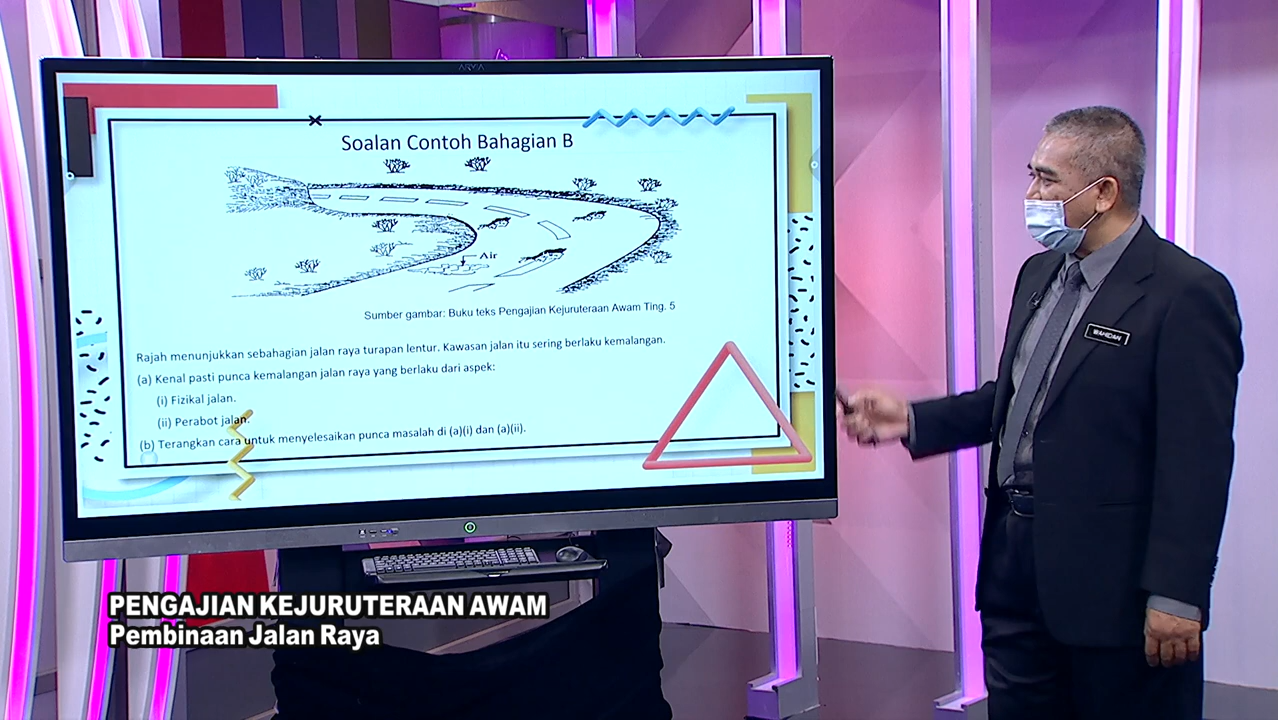 ARVIA
Soalan Contoh Bahagian B
Air
Sumber gambar: Buku teks Pengajian Kejuruteraan Awam Ting. 5
Rajah menunjukkan sebahagian jalan raya turapan lentur. Kawasan jalan itu sering berlaku kemalangan.
(a) Kenal pasti punca kemalangan jalan raya yang berlaku dari aspek:
(i) Fizikal jalan.
(ii) Perabot jalan.
(b) Terangkan cara untuk menyelesaikan punca masalah di (a)(i) dan (a)(ii).
WAHIDAN
PENGAJIAN KEJURUTERAAN AWAM
Pembinaan Jalan Raya